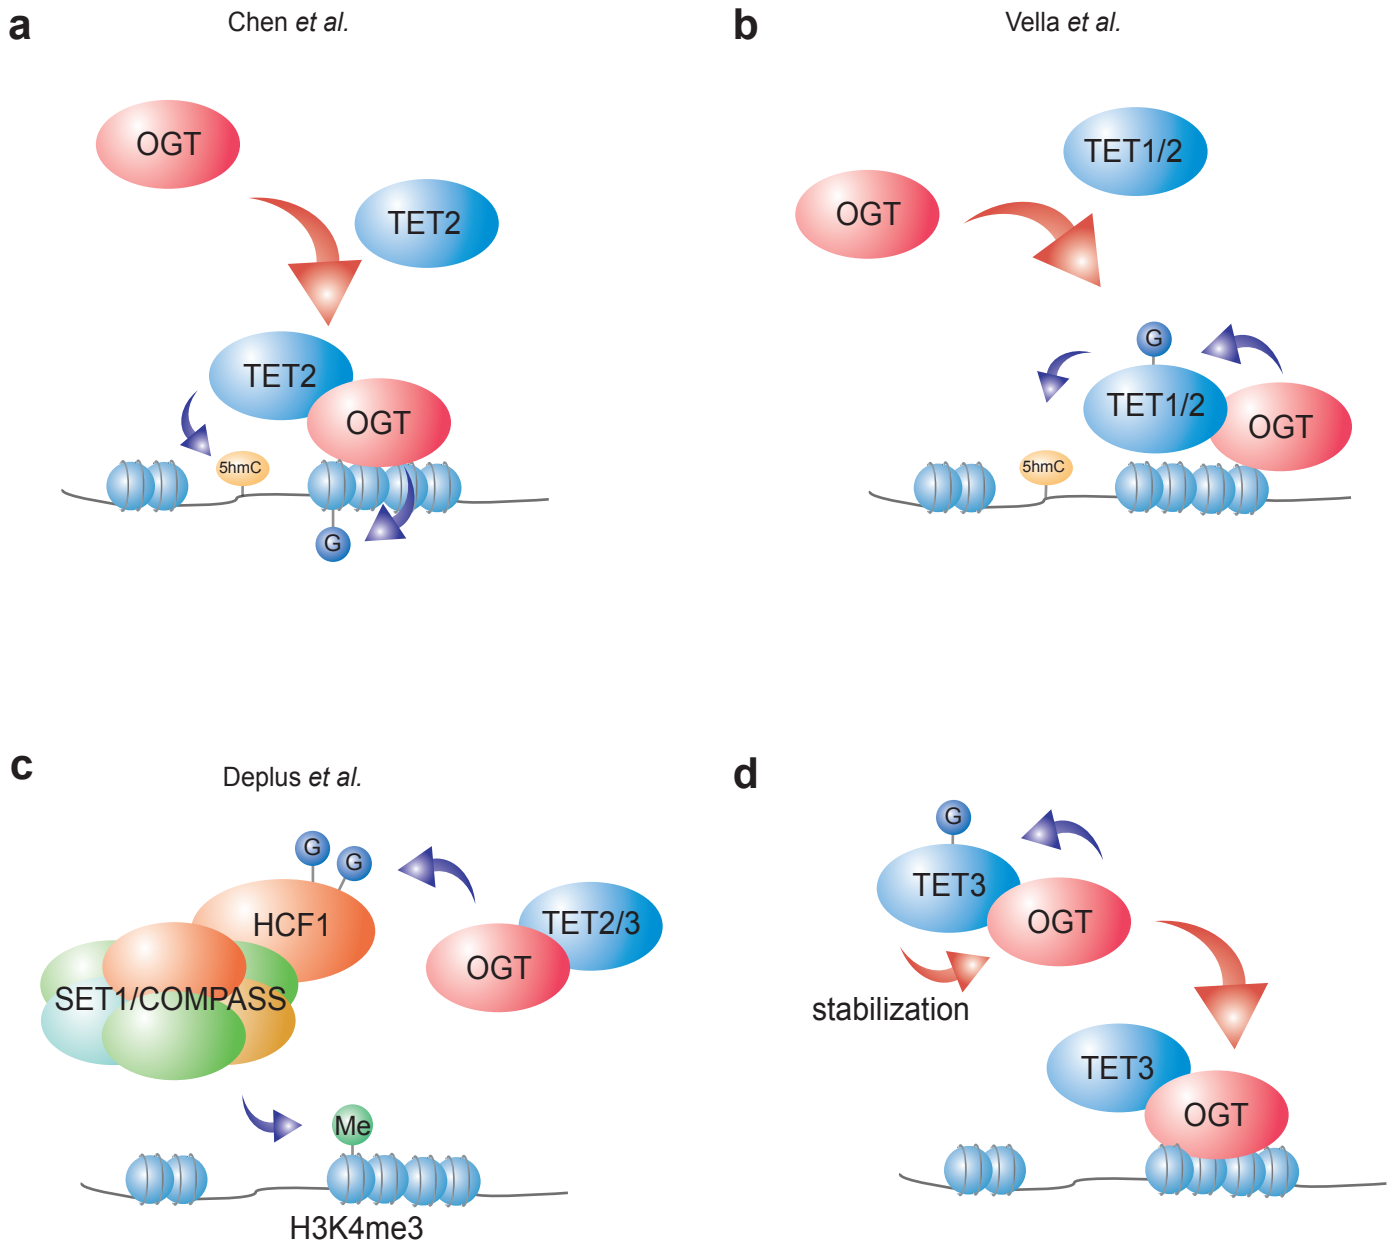 a
Chen et al.
OGT
TET2
TET2
OGT
5hmC
G
b
Vella et al.
TET1/2
OGT
G
TET1/2
OGT
5hmC
c
Deplus et al.
G
G
HCF1
TET2/3
OGT
SET1/COMPASS
Me
H3K4me3
d
G
TET3
OGT
stabilization
TET3
OGT